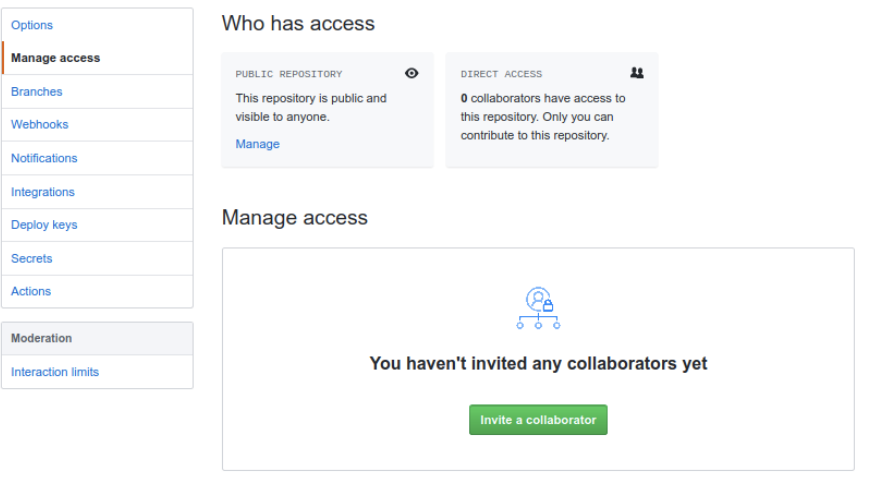 Options
Manage access
Branches
Webhooks
Notifications
Integrations
Deploy keys
Secrets
Actions
Moderation
Interaction limits
Who has access
PUBLIC REPOSITORY
This repository is public and
visible to anyone.
Manage
DIRECT ACCESS
0 collaborators have access to
this repository. Only you can
contribute to this repository.
Manage access
You haven't invited any collaborators yet
Invite a collaborator